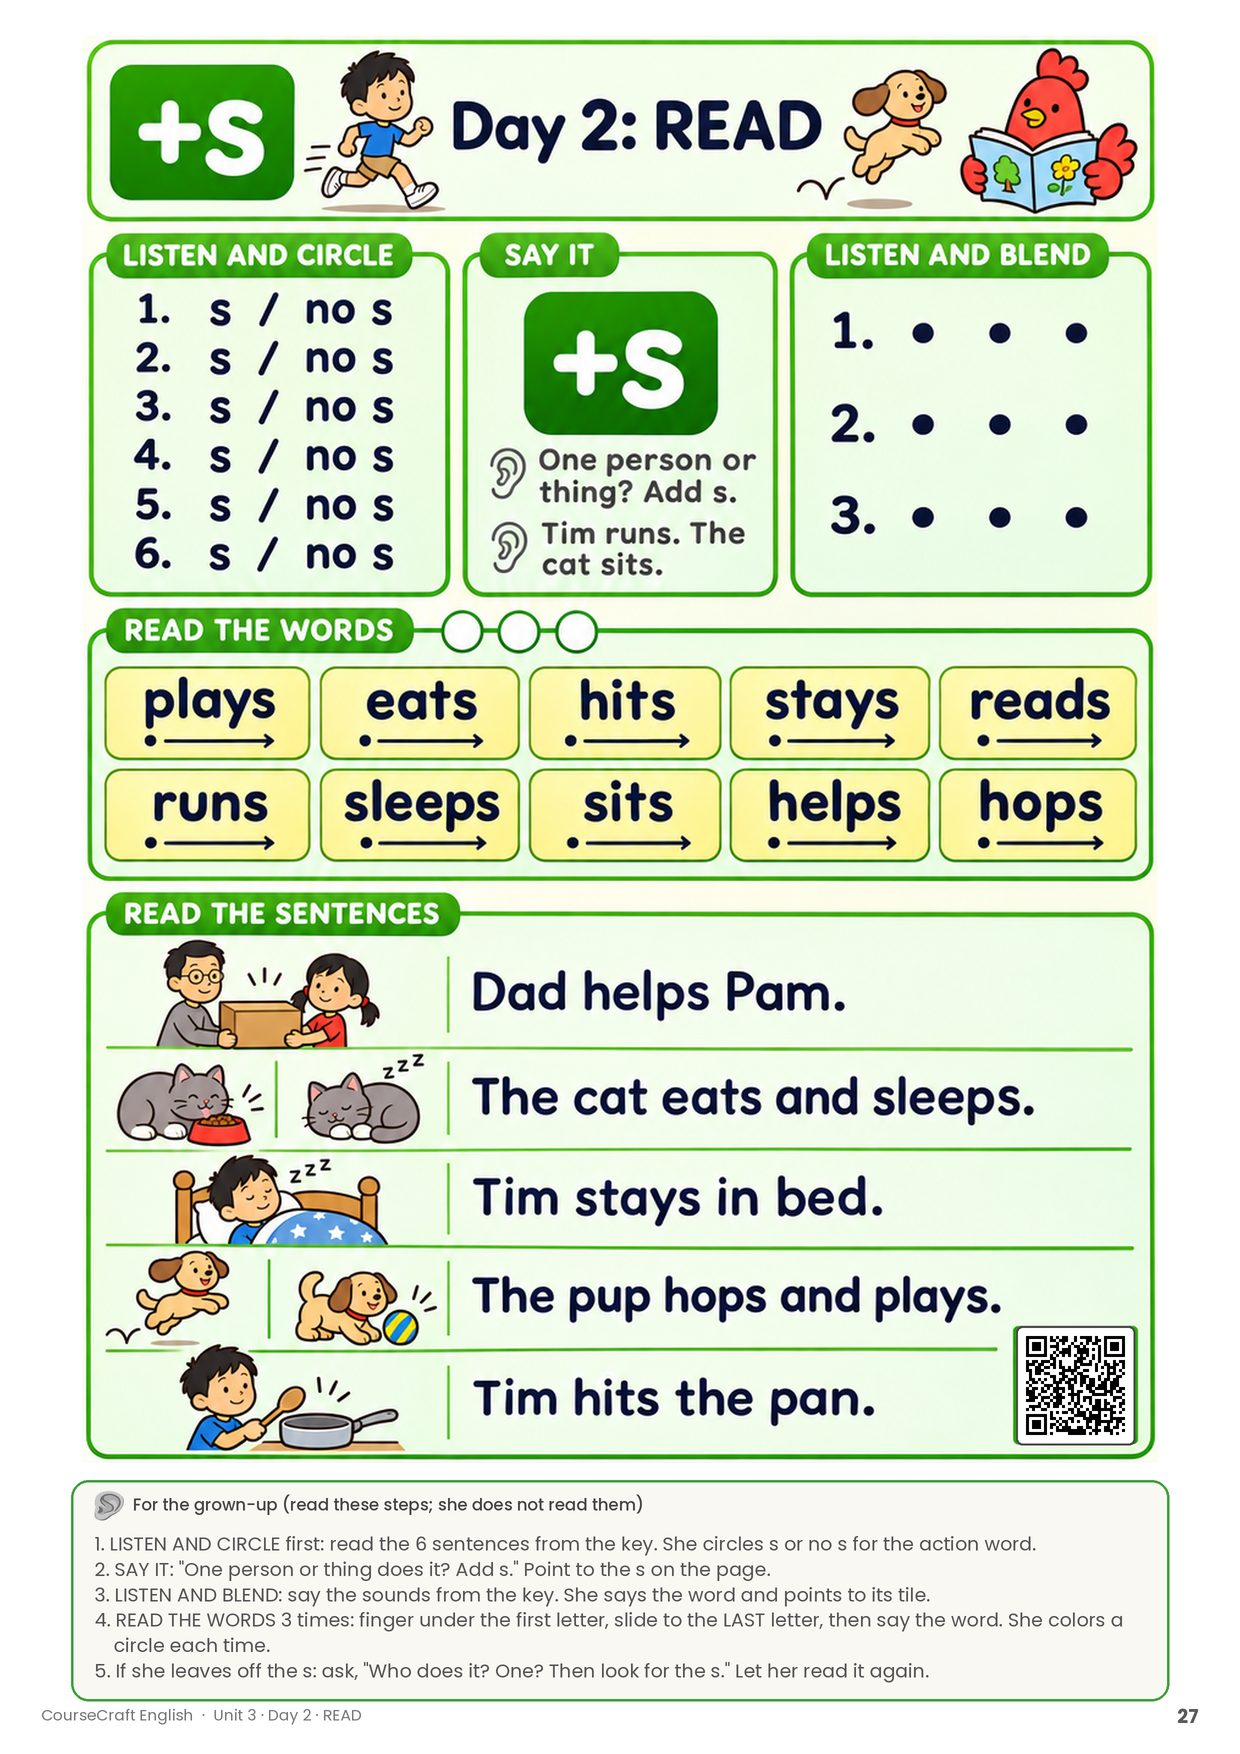 +s
Day 2: READ
LISTEN AND CIRCLE
1. s / no s
2. s / no s
3. s / no s
4. s / no s
5. s / no s
6. s / no s
SAY IT
+s
One person or
thing? Add s.
Tim runs. The
cat sits.
LISTEN AND BLEND
1. • • •
2. • • •
3. • • •
READ THE WORDS
plays eats hits stays reads
runs sleeps sits helps hops
READ THE SENTENCES
Dad helps Pam.
zzz
The cat eats and sleeps.
zzz
Tim stays in bed.
The pup hops and plays.
Tim hits the pan.
For the grown-up (read these steps; she does not read them)
1. LISTEN AND CIRCLE first: read the 6 sentences from the key. She circles s or no s for the action word.
2. SAY IT: "One person or thing does it? Add s." Point to the s on the page.
3. LISTEN AND BLEND: say the sounds from the key. She says the word and points to its tile.
4. READ THE WORDS 3 times: finger under the first letter, slide to the LAST letter, then say the word. She colors a
circle each time.
5. If she leaves off the s: ask, "Who does it? One? Then look for the s." Let her read it again.
CourseCraft English · Unit 3 · Day 2 · READ
27